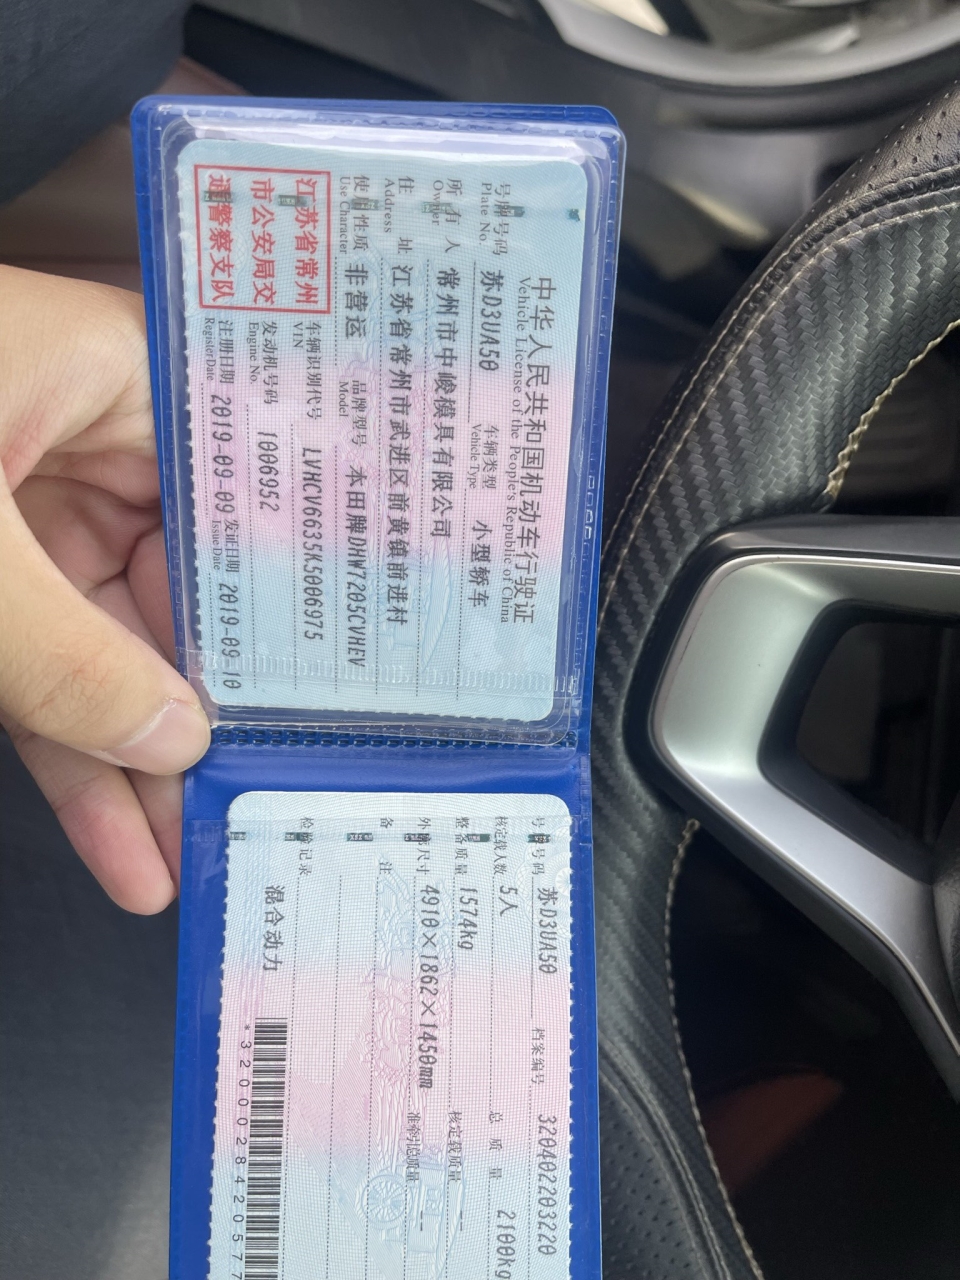 中华人民共和国机动车行驶证
Vehicle License of the People's Republic of China
号牌号码 苏D3UA50 车辆类型 小型轿车
Plate No. Vehicle Type
所有人 常州市中峻模具有限公司
Owner
住址 江苏省常州市武进区前黄镇前进村
Address
使用性质 非营运 品牌型号 本田牌DHW7205CVHEV
Use Character Model
江苏省常州
市公安局交
通警察支队
车辆识别代号 LVHCV6635K5006975
VIN
发动机号码 1006952
Engine No.
注册日期 2019-09-09 发证日期 2019-09-10
Register Date Issue Date
号牌号码 苏D3UA50 档案编号 320402203220
核定载人数 5人 总质量 2100kg
整备质量 1574kg 核定载质量 --
外廓尺寸 4910×1862×1450mm 准牵引总质量 --
备注
检验记录
混合动力
*3200028420577